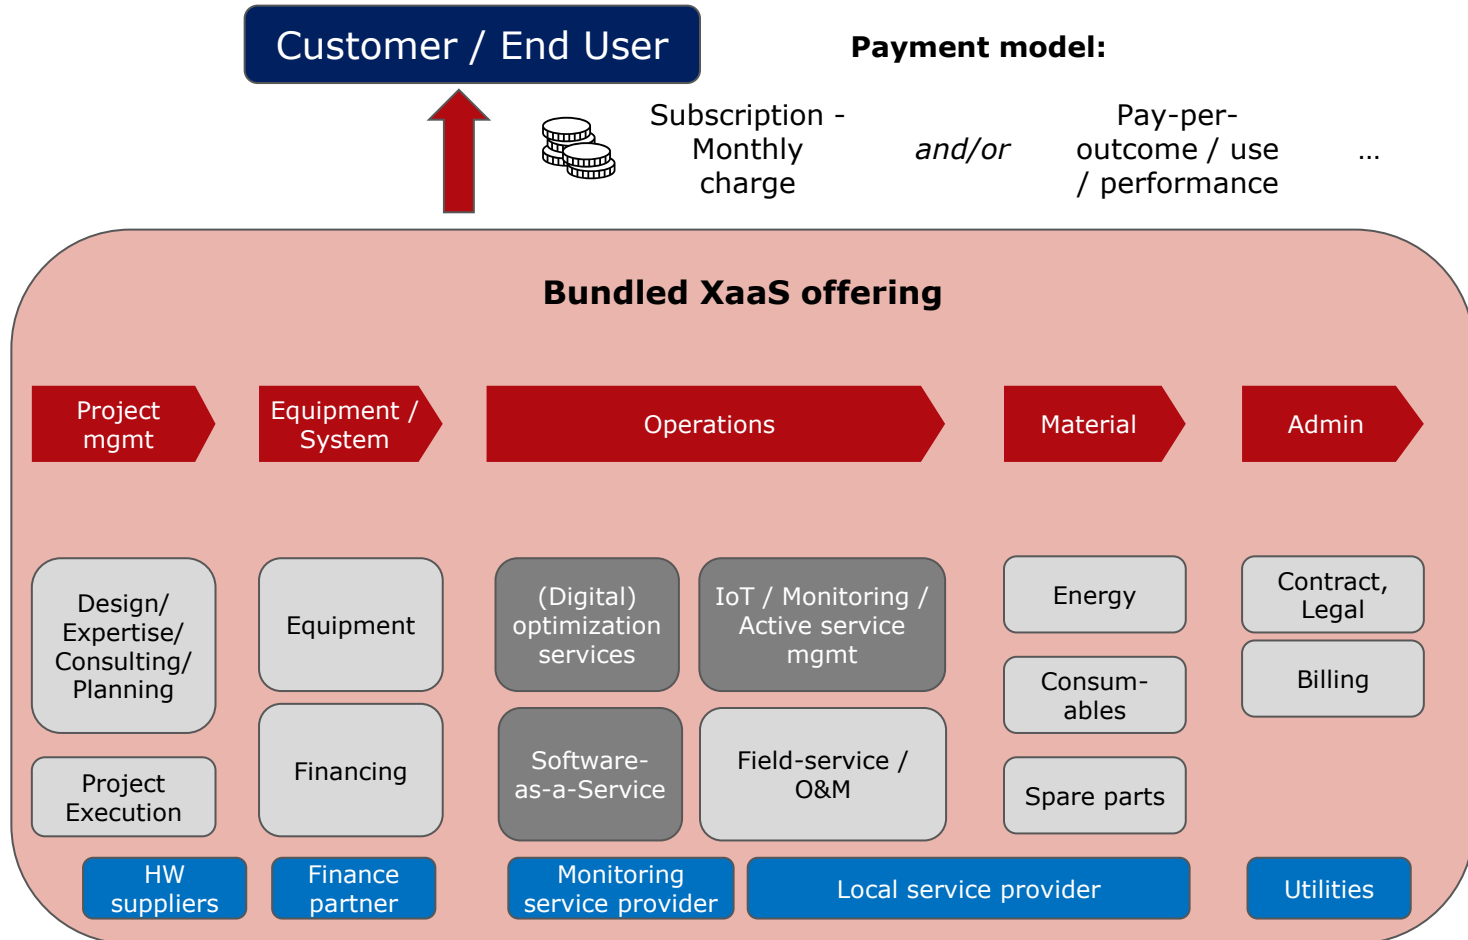 Customer / End User
Payment model:
Subscription -
Monthly
charge
and/or
Pay-per-
outcome / use
/ performance
...
Bundled XaaS offering
Project
mgmt
Equipment /
System
Operations
Material
Admin
Design/
Expertise/
Consulting/
Planning
Project
Execution
Equipment
Financing
(Digital)
optimization
services
IoT / Monitoring /
Active service
mgmt
Software-
as-a-Service
Field-service /
O&M
Energy
Consum-
ables
Spare parts
Contract,
Legal
Billing
HW
suppliers
Finance
partner
Monitoring
service provider
Local service provider
Utilities